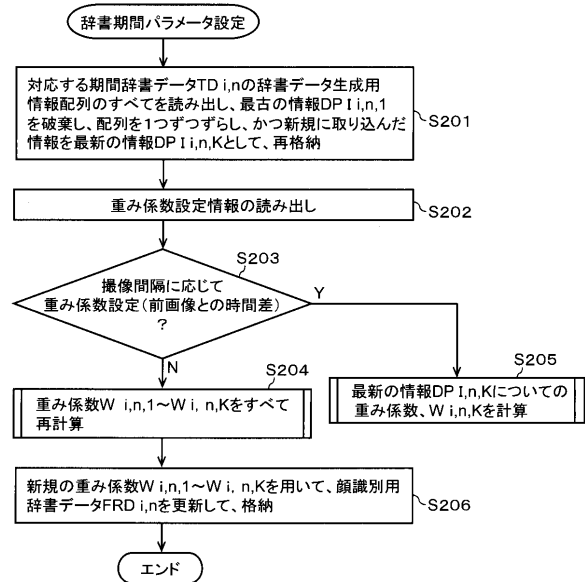 辞書期間パラメータ設定
対応する期間辞書データTD i,nの辞書データ生成用
情報配列のすべてを読み出し、最古の情報DP I i,n,1
を破棄し、配列を1つずつずらし、かつ新規に取り込んだ
情報を最新の情報DP I i,n,Kとして、再格納
S201
重み係数設定情報の読み出し
S202
S203
撮像間隔に応じて
重み係数設定(前画像との時間差)
?
Y
N
S204
重み係数W i,n,1～W i, n,Kをすべて
再計算
S205
最新の情報DP I,n,Kについての
重み係数、W i,n,Kを計算
新規の重み係数W i,n,1～W i, n,Kを用いて、顔識別用
辞書データFRD i,nを更新して、格納
S206
エンド